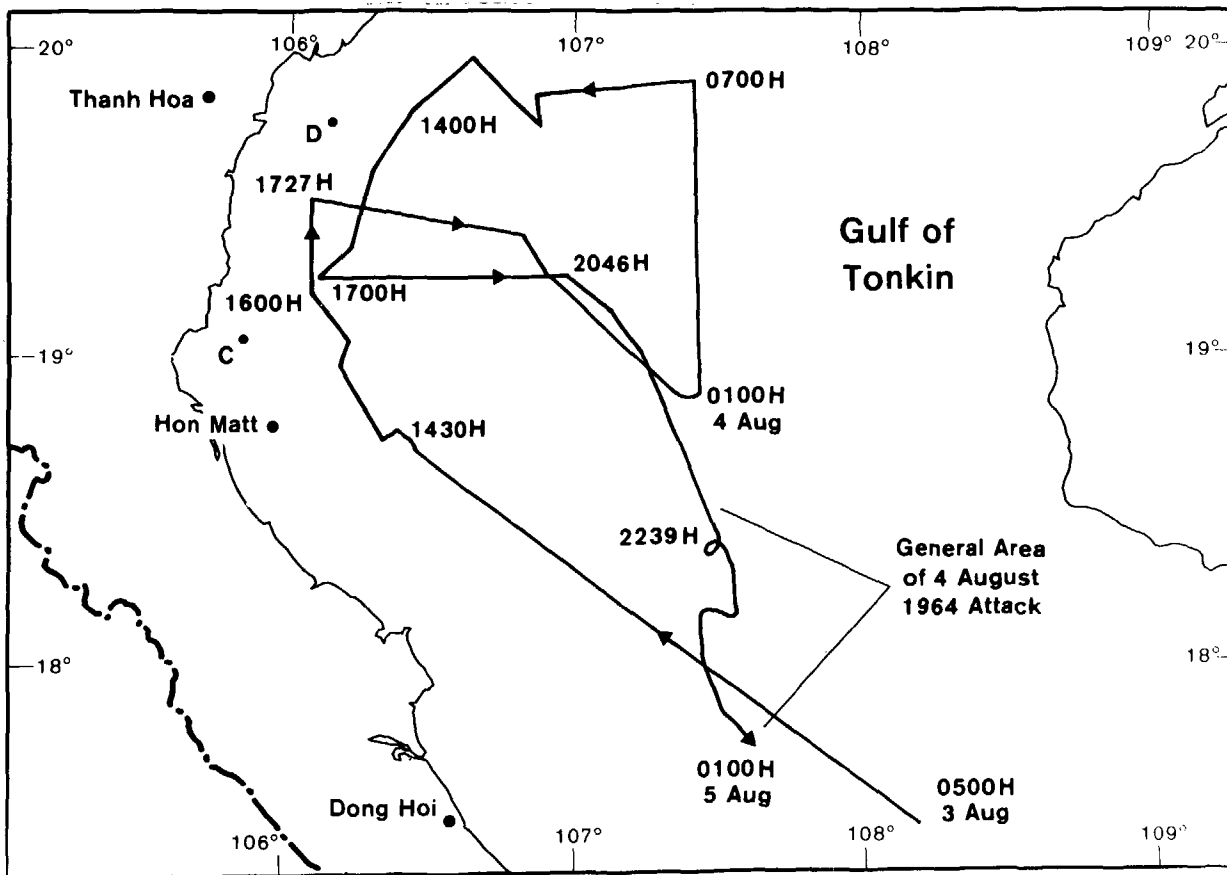 106°
107°
108°
109° 20°
20°
Thanh Hoa
D
0700H
1400H
1727H
Gulf of
Tonkin
2046H
1600H
1700H
C
19°
19°
0100H
4 Aug
Hon Matt
1430H
2239H
General Area
of 4 August
1964 Attack
18°
18°
0100H
5 Aug
0500H
3 Aug
Dong Hoi
106°
107°
108°
109°